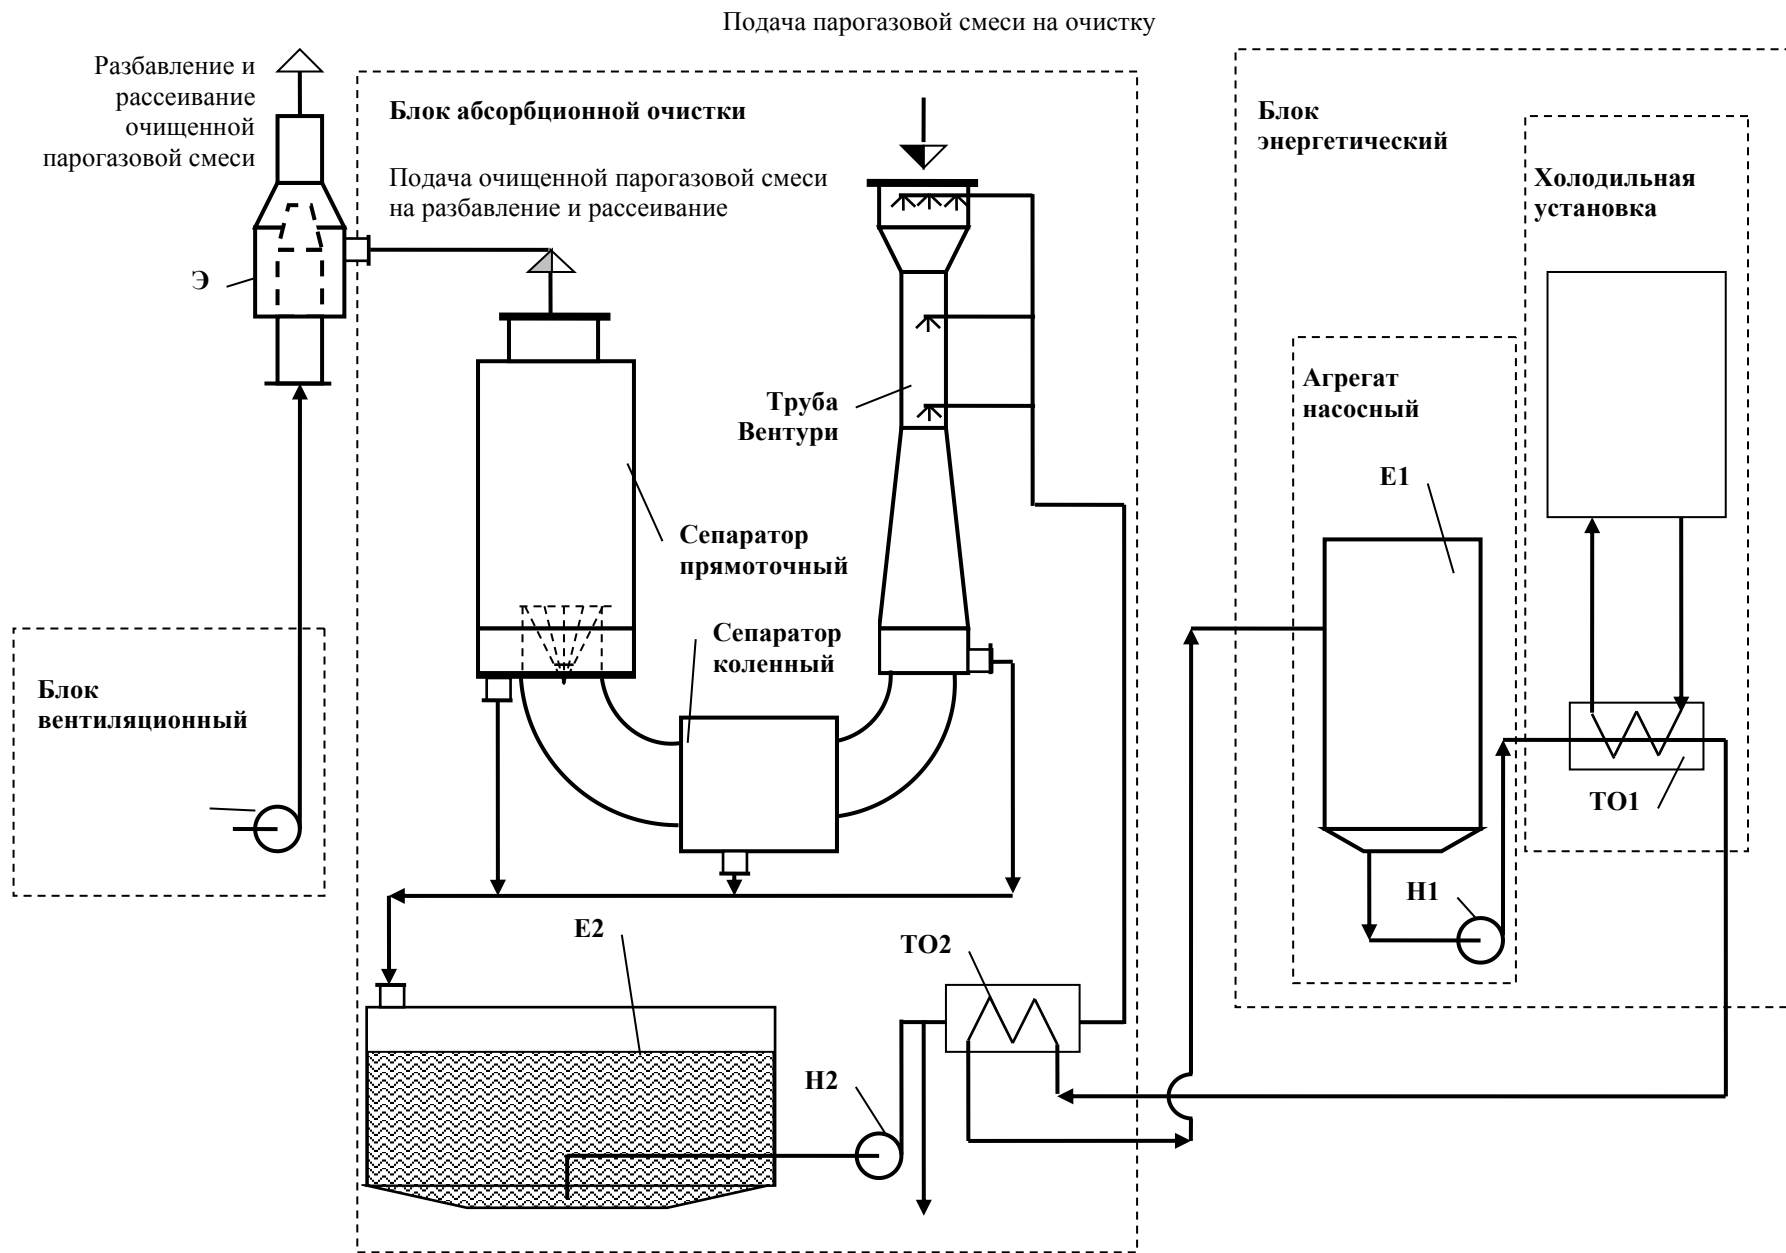 Подача парогазовой смеси на очистку
Разбавление и
рассеивание
очищенной
парогазовой смеси
Блок абсорбционной очистки
Подача очищенной парогазовой смеси
на разбавление и рассеивание
Блок
энергетический
Холодильная
установка
Э
Труба
Вентури
Агрегат
насосный
Е1
Сепаратор
прямоточный
Сепаратор
коленный
Блок
вентиляционный
ТО1
Н1
Е2
ТО2
Н2